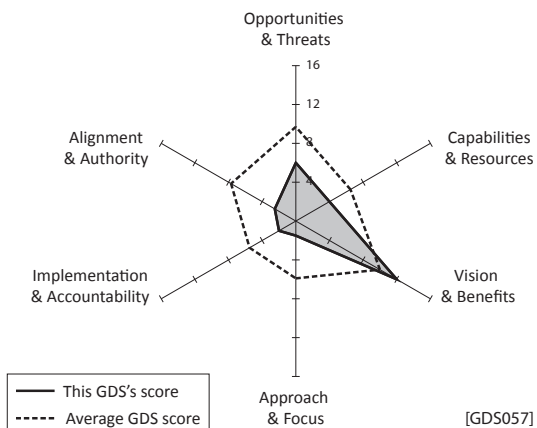 Opportunities
& Threats
16
12
8
4
Alignment
& Authority
Capabilities
& Resources
Implementation
& Accountability
Vision
& Benefits
Approach
& Focus
This GDS's score
Average GDS score
[GDS057]